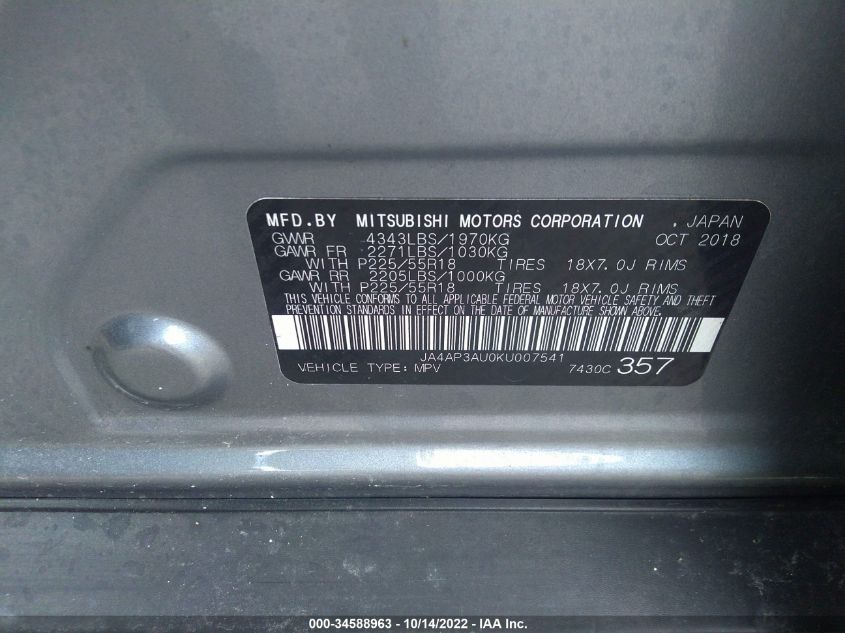 MFD.BY MITSUBISHI MOTORS CORPORATION , JAPAN
GVWR 4343LBS/1970KG OCT 2018
GAWR FR 2271LBS/1030KG
WITH P225/55R18 TIRES 18X7.0J RIMS
GAWR RR 2205LBS/1000KG
WITH P225/55R18 TIRES 18X7.0J RIMS
THIS VEHICLE CONFORMS TO ALL APPLICABLE FEDERAL MOTOR VEHICLE SAFETY AND THEFT
PREVENTION STANDARDS IN EFFECT ON THE DATE OF MANUFACTURE SHOWN ABOVE.
JA4AP3AU0KU007541
VEHICLE TYPE: MPV 7430C 357
000-34588963 - 10/14/2022 - IAA Inc.